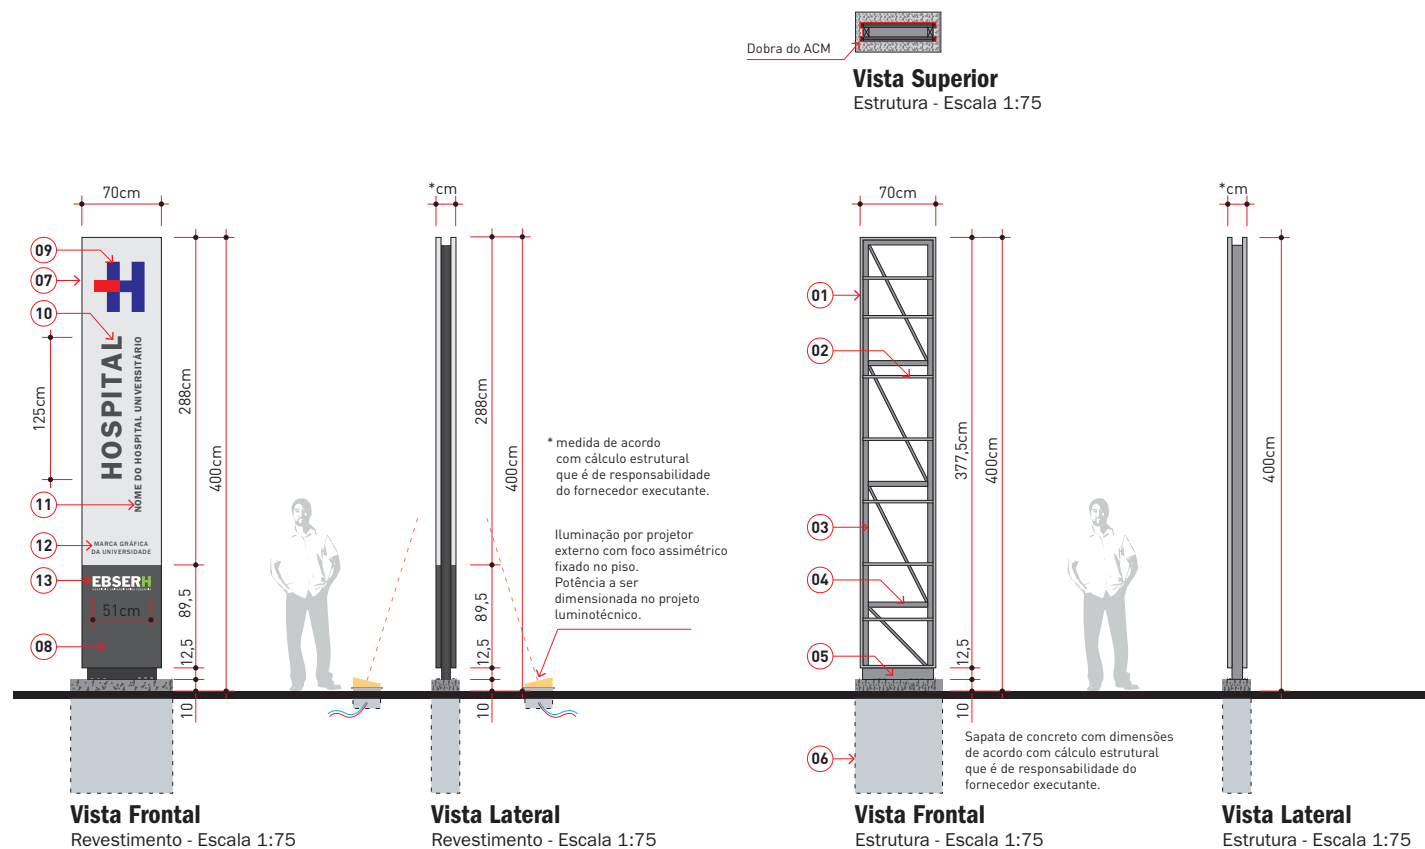 Dobra do ACM
Vista Superior
Estrutura - Escala 1:75
70cm
09
07
10
125cm
11
12
13
08
HOSPITAL
NOME DO HOSPITAL UNIVERSITÁRIO
MARCA GRÁFICA
DA UNIVERSIDADE
EBSERH
51cm
288cm
400cm
89,5
12,5
10
Vista Frontal
Revestimento - Escala 1:75
*cm
288cm
400cm
89,5
12,5
10
* medida de acordo
com cálculo estrutural
que é de responsabilidade
do fornecedor executante.
Iluminação por projetor
externo com foco assimétrico
fixado no piso.
Potência a ser
dimensionada no projeto
luminotécnico.
Vista Lateral
Revestimento - Escala 1:75
70cm
01
02
03
04
05
06
377,5cm
400cm
12,5
10
Sapata de concreto com dimensões
de acordo com cálculo estrutural
que é de responsabilidade do
fornecedor executante.
Vista Frontal
Estrutura - Escala 1:75
*cm
400cm
Vista Lateral
Estrutura - Escala 1:75